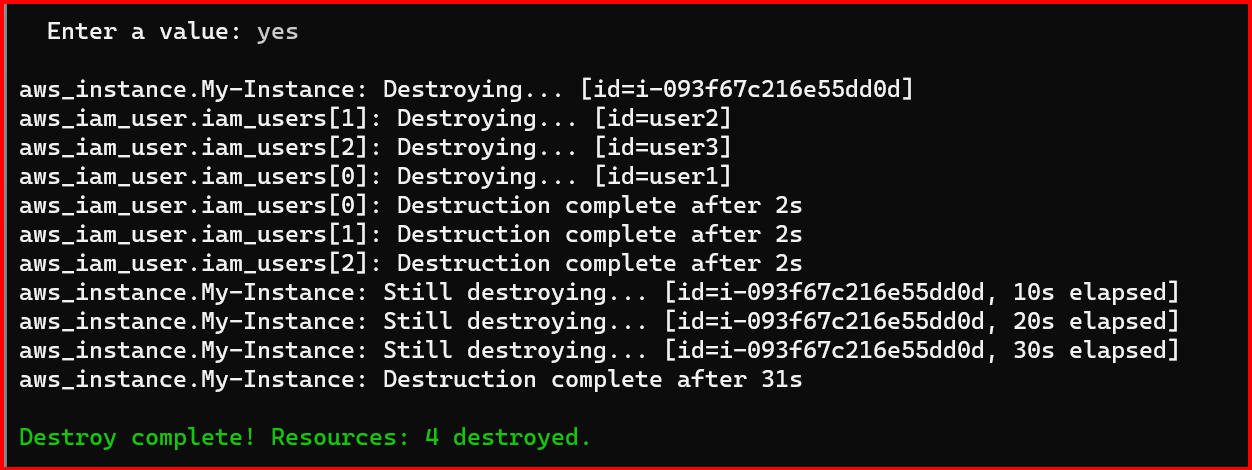 Enter a value: yes
aws_instance.My-Instance: Destroying... [id=i-093f67c216e55dd0d]
aws_iam_user.iam_users[1]: Destroying... [id=user2]
aws_iam_user.iam_users[2]: Destroying... [id=user3]
aws_iam_user.iam_users[0]: Destroying... [id=user1]
aws_iam_user.iam_users[0]: Destruction complete after 2s
aws_iam_user.iam_users[1]: Destruction complete after 2s
aws_iam_user.iam_users[2]: Destruction complete after 2s
aws_instance.My-Instance: Still destroying... [id=i-093f67c216e55dd0d, 10s elapsed]
aws_instance.My-Instance: Still destroying... [id=i-093f67c216e55dd0d, 20s elapsed]
aws_instance.My-Instance: Still destroying... [id=i-093f67c216e55dd0d, 30s elapsed]
aws_instance.My-Instance: Destruction complete after 31s
Destroy complete! Resources: 4 destroyed.